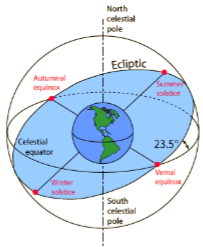 North
celestial
pole
Ecliptic
Autumnal
equinox
Summer
solstice
Celestial
equator
23.5°
Winter
solstice
Vernal
equinox
South
celestial
pole